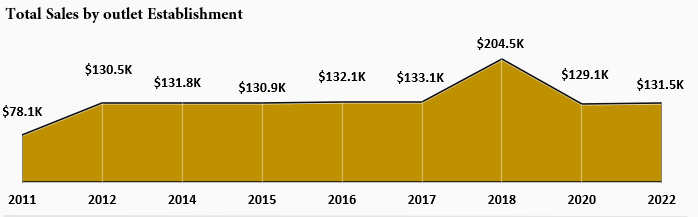 Total Sales by outlet Establishment
$204.5K
$130.5K
$131.8K
$130.9K
$132.1K
$133.1K
$129.1K
$131.5K
$78.1K
2011 2012 2014 2015 2016 2017 2018 2020 2022